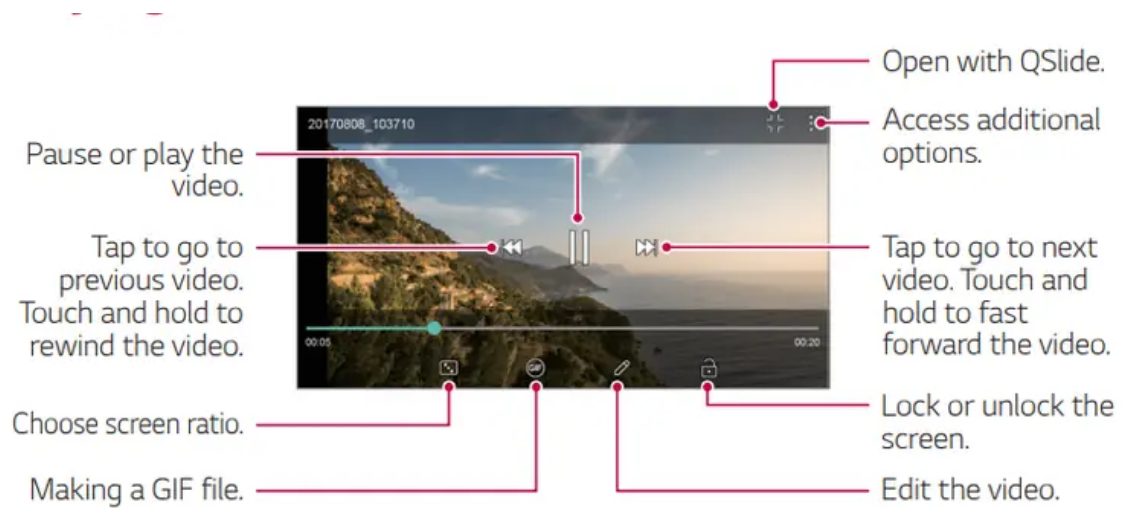 Open with QSlide.
Access additional
options.
20170808_103710
Pause or play the
video.
Tap to go to
previous video.
Touch and hold to
rewind the video.
Tap to go to next
video. Touch and
hold to fast
forward the video.
00:05
00:20
GIF
Choose screen ratio.
Lock or unlock the
screen.
Making a GIF file.
Edit the video.